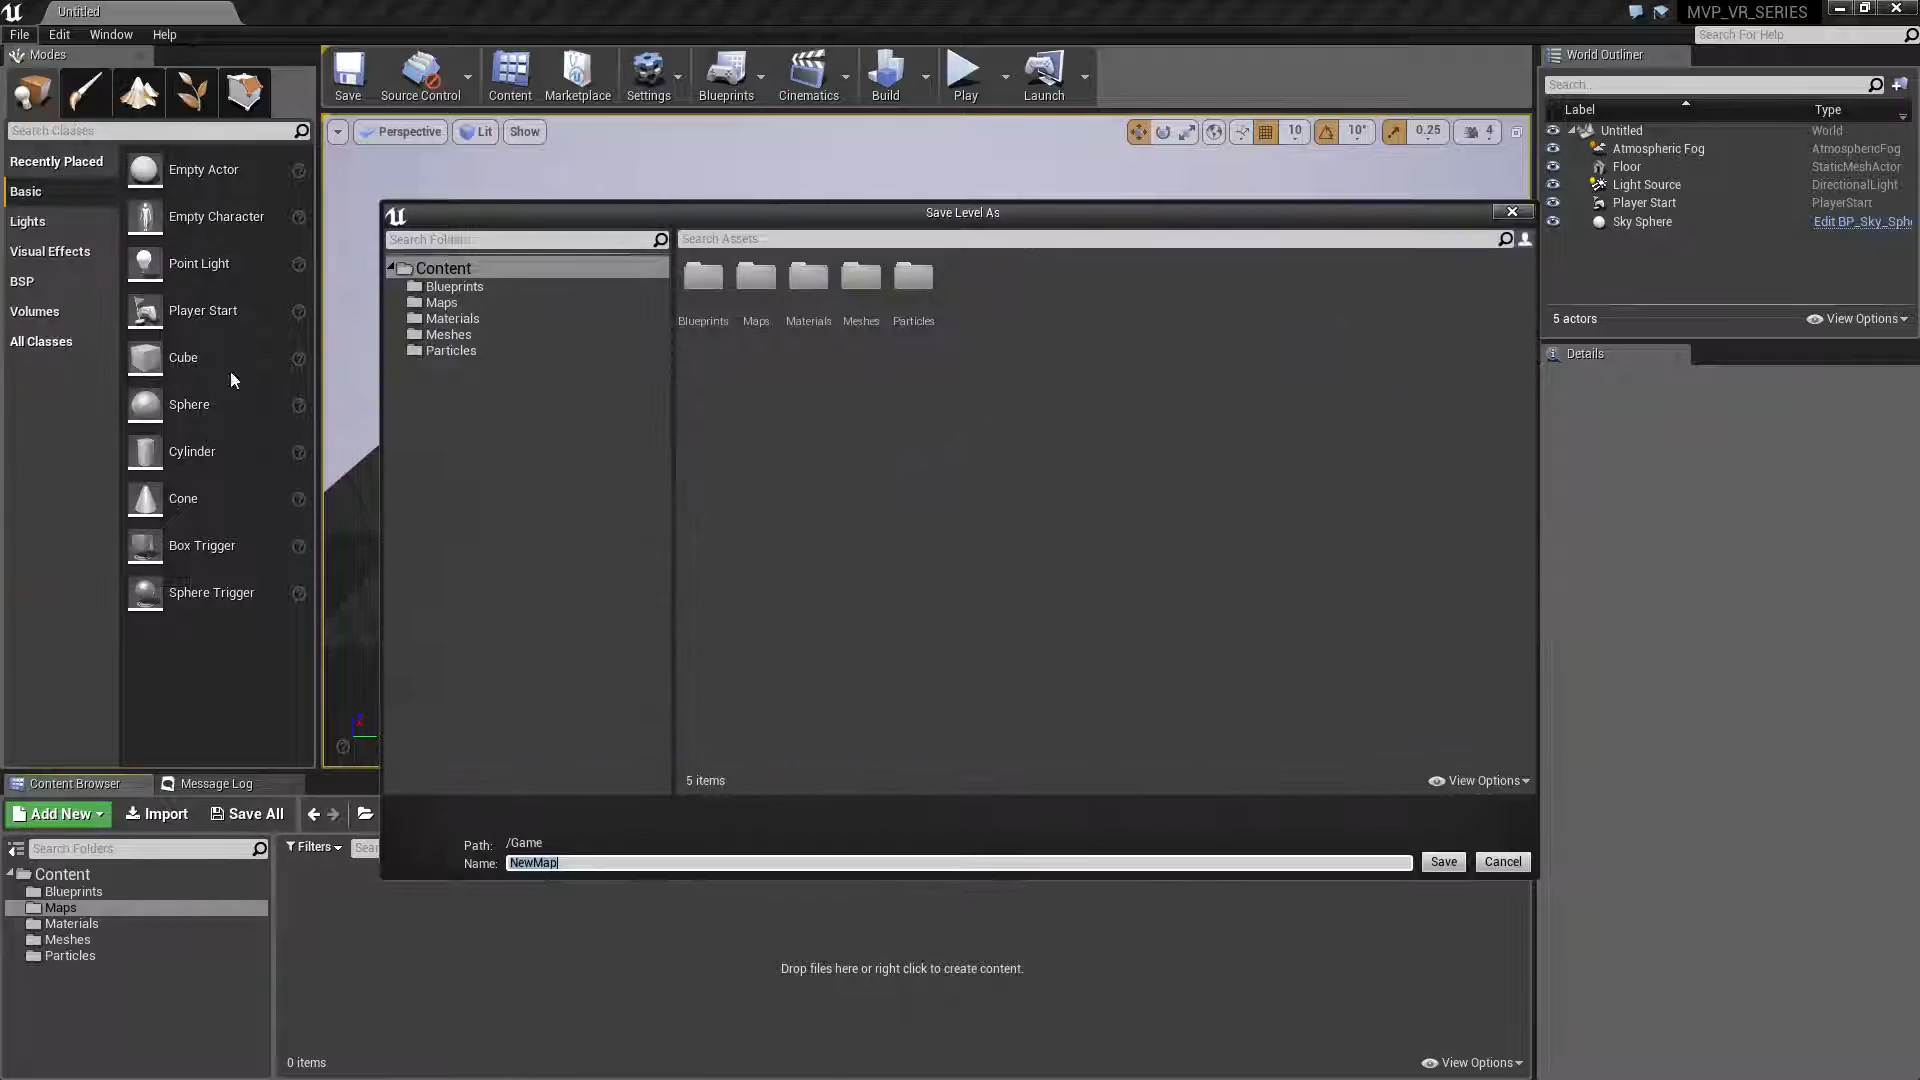 Untitled
MVP_VR_SERIES
File Edit Window Help
Search For Help
Modes
Save
Source Control
Content
Marketplace
Settings
Blueprints
Cinematics
Build
Play
Launch
World Outliner
Search...
Label Type
Untitled World
Atmospheric Fog AtmosphericFog
Floor StaticMeshActor
Light Source DirectionalLight
Player Start PlayerStart
Sky Sphere Edit BP_Sky_Sph
5 actors
View Options
Details
Search Classes
Recently Placed
Basic
Lights
Visual Effects
BSP
Volumes
All Classes
Empty Actor
Empty Character
Point Light
Player Start
Cube
Sphere
Cylinder
Cone
Box Trigger
Sphere Trigger
Perspective Lit Show
10 10° 0.25 4
Save Level As
Search Folders
Search Assets
Content
Blueprints
Maps
Materials
Meshes
Particles
Blueprints Maps Materials Meshes Particles
5 items
View Options
Path: /Game
Name: NewMap
Save Cancel
Content Browser Message Log
Add New Import Save All
Search Folders
Filters
Sear
Content
Blueprints
Maps
Materials
Meshes
Particles
Drop files here or right click to create content.
0 items
View Options